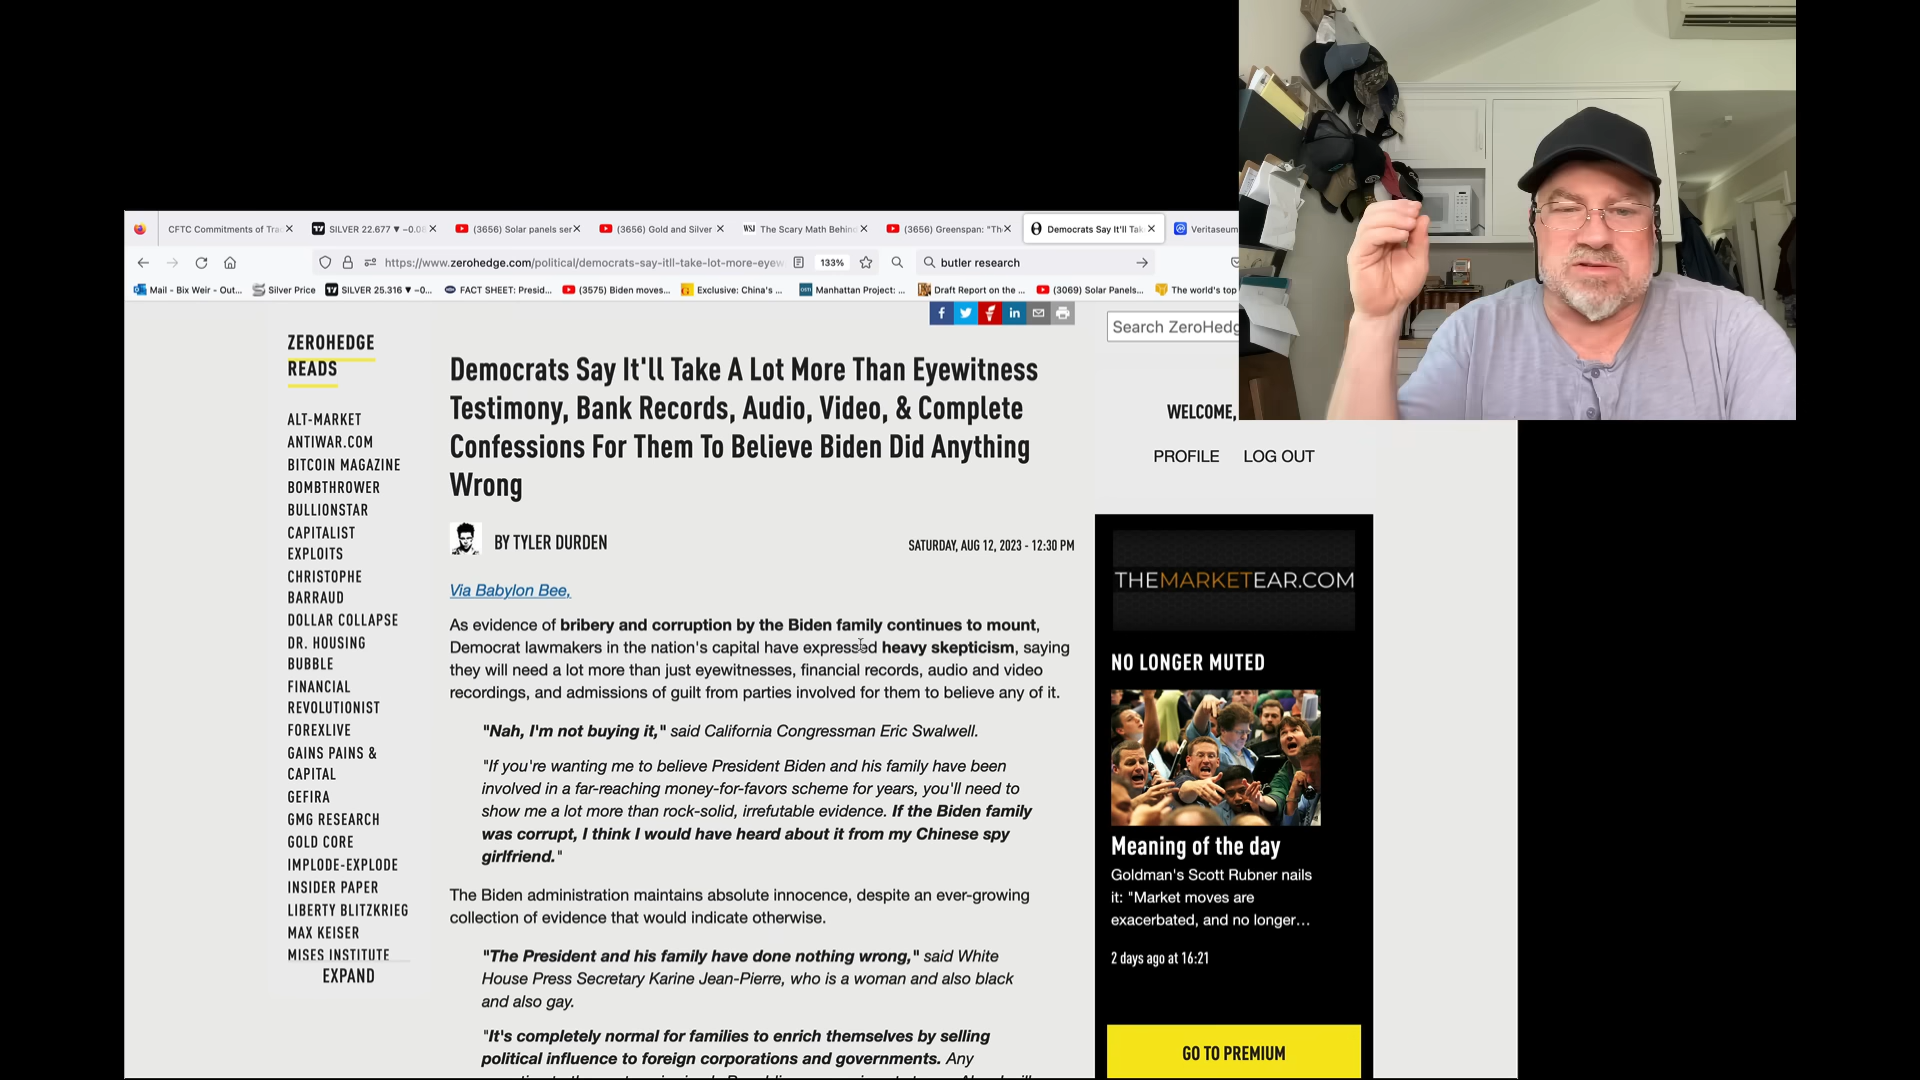 CFTC Commitments of Tra
SILVER 22.677 ▼ −0.08
(3656) Solar panels ser
(3656) Gold and Silver
WSJ The Scary Math Behin
(3656) Greenspan: "Th
Democrats Say It'll Tak
Veritaseum
https://www.zerohedge.com/political/democrats-say-itll-take-lot-more-eyew
133%
butler research
Mail - Bix Weir - Out...
Silver Price
SILVER 25.316 ▼ −0...
FACT SHEET: Presid...
(3575) Biden moves...
Exclusive: China's ...
Manhattan Project: ...
Draft Report on the ...
(3069) Solar Panels...
The world's top
ZEROHEDGE
READS
ALT-MARKET
ANTIWAR.COM
BITCOIN MAGAZINE
BOMBTHROWER
BULLIONSTAR
CAPITALIST
EXPLOITS
CHRISTOPHE
BARRAUD
DOLLAR COLLAPSE
DR. HOUSING
BUBBLE
FINANCIAL
REVOLUTIONIST
FOREXLIVE
GAINS PAINS &
CAPITAL
GEFIRA
GMG RESEARCH
GOLD CORE
IMPLODE-EXPLODE
INSIDER PAPER
LIBERTY BLITZKRIEG
MAX KEISER
MISES INSTITUTE
EXPAND
Democrats Say It'll Take A Lot More Than Eyewitness
Testimony, Bank Records, Audio, Video, & Complete
Confessions For Them To Believe Biden Did Anything
Wrong
BY TYLER DURDEN
SATURDAY, AUG 12, 2023 - 12:30 PM
Via Babylon Bee,
As evidence of bribery and corruption by the Biden family continues to mount,
Democrat lawmakers in the nation's capital have expressed heavy skepticism, saying
they will need a lot more than just eyewitnesses, financial records, audio and video
recordings, and admissions of guilt from parties involved for them to believe any of it.
"Nah, I'm not buying it," said California Congressman Eric Swalwell.
"If you're wanting me to believe President Biden and his family have been
involved in a far-reaching money-for-favors scheme for years, you'll need to
show me a lot more than rock-solid, irrefutable evidence. If the Biden family
was corrupt, I think I would have heard about it from my Chinese spy
girlfriend."
The Biden administration maintains absolute innocence, despite an ever-growing
collection of evidence that would indicate otherwise.
"The President and his family have done nothing wrong," said White
House Press Secretary Karine Jean-Pierre, who is a woman and also black
and also gay.
"It's completely normal for families to enrich themselves by selling
political influence to foreign corporations and governments. Any
Search ZeroHedg
WELCOME,
PROFILE LOG OUT
THEMARKETEAR.COM
NO LONGER MUTED
Meaning of the day
Goldman's Scott Rubner nails
it: "Market moves are
exacerbated, and no longer...
2 days ago at 16:21
GO TO PREMIUM